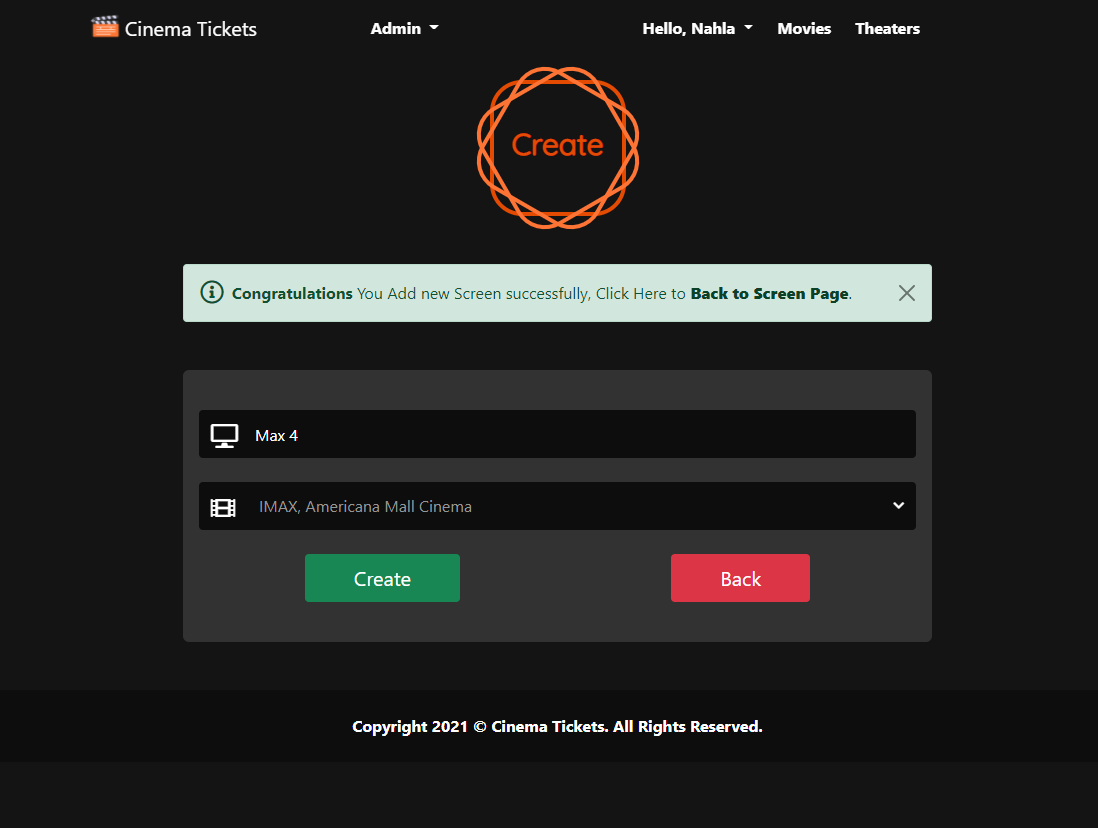 Cinema Tickets Admin Hello, Nahla Movies Theaters
Create
Congratulations You Add new Screen successfully, Click Here to Back to Screen Page.
Max 4
IMAX, Americana Mall Cinema
Create Back
Copyright 2021 © Cinema Tickets. All Rights Reserved.